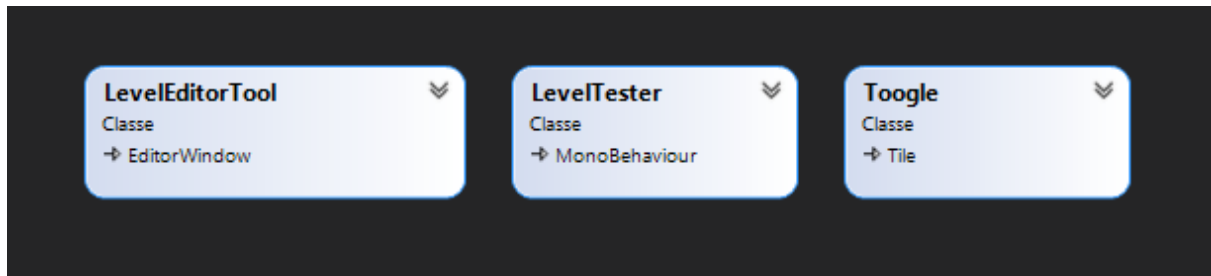 LevelEditorTool
Classe
EditorWindow
LevelTester
Classe
MonoBehaviour
Toogle
Classe
Tile